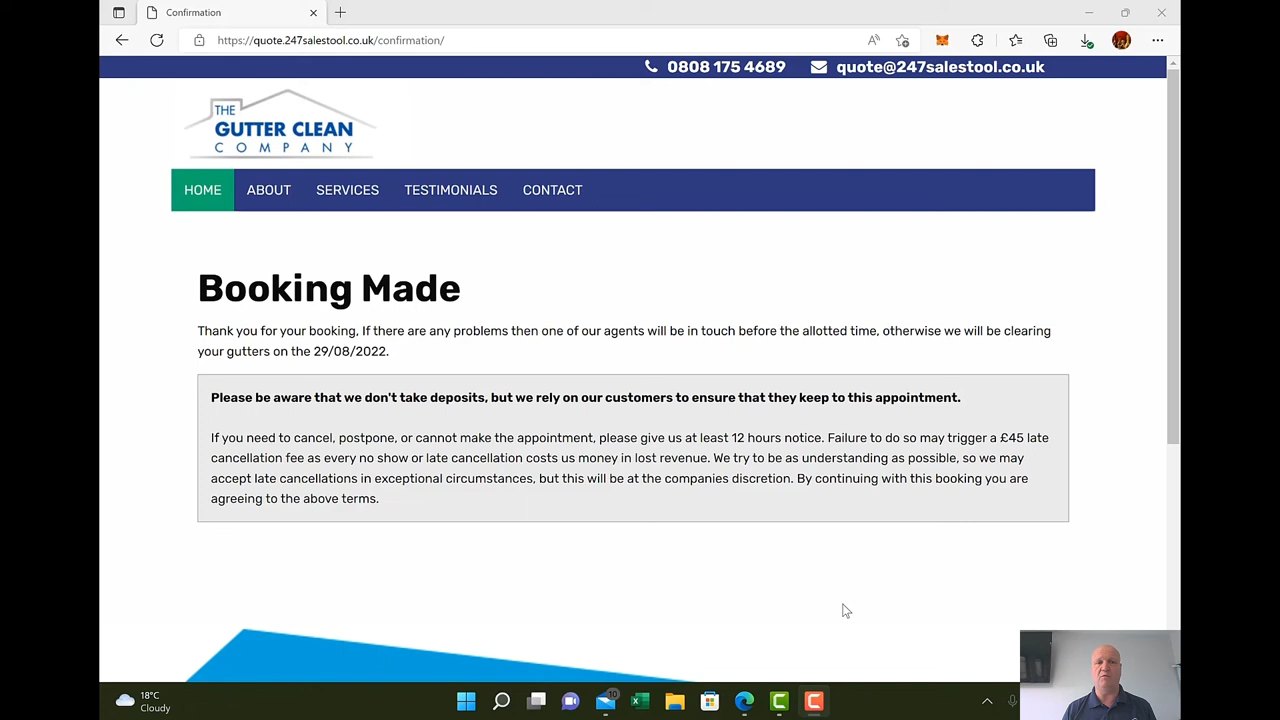 Confirmation
https://quote.247salestool.co.uk/confirmation/
0808 175 4689 quote@247salestool.co.uk
THE
GUTTER CLEAN
COMPANY
HOME ABOUT SERVICES TESTIMONIALS CONTACT
Booking Made
Thank you for your booking, If there are any problems then one of our agents will be in touch before the allotted time, otherwise we will be clearing
your gutters on the 29/08/2022.
Please be aware that we don't take deposits, but we rely on our customers to ensure that they keep to this appointment.
If you need to cancel, postpone, or cannot make the appointment, please give us at least 12 hours notice. Failure to do so may trigger a £45 late
cancellation fee as every no show or late cancellation costs us money in lost revenue. We try to be as understanding as possible, so we may
accept late cancellations in exceptional circumstances, but this will be at the companies discretion. By continuing with this booking you are
agreeing to the above terms.
18°C
Cloudy
10